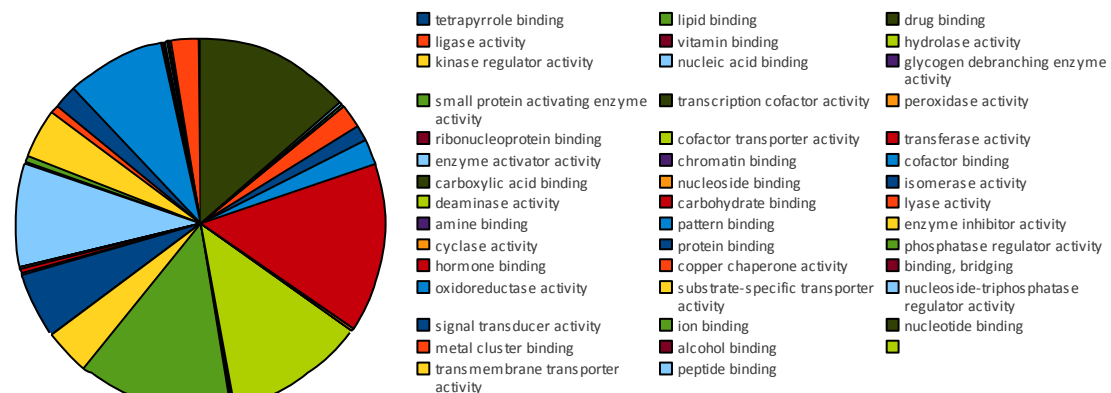 tetrapyrrole binding
lipid binding
drug binding
ligase activity
vitamin binding
hydrolase activity
kinase regulator activity
nucleic acid binding
glycogen debranching enzyme
activity
small protein activating enzyme
activity
transcription cofactor activity
peroxidase activity
ribonucleoprotein binding
cofactor transporter activity
transferase activity
enzyme activator activity
chromatin binding
cofactor binding
carboxylic acid binding
nucleoside binding
isomerase activity
deaminase activity
carbohydrate binding
lyase activity
amine binding
pattern binding
enzyme inhibitor activity
cyclase activity
protein binding
phosphatase regulator activity
hormone binding
copper chaperone activity
binding, bridging
oxidoreductase activity
substrate-specific transporter
activity
nucleoside-triphosphatase
regulator activity
signal transducer activity
ion binding
nucleotide binding
metal cluster binding
alcohol binding
transmembrane transporter
activity
peptide binding